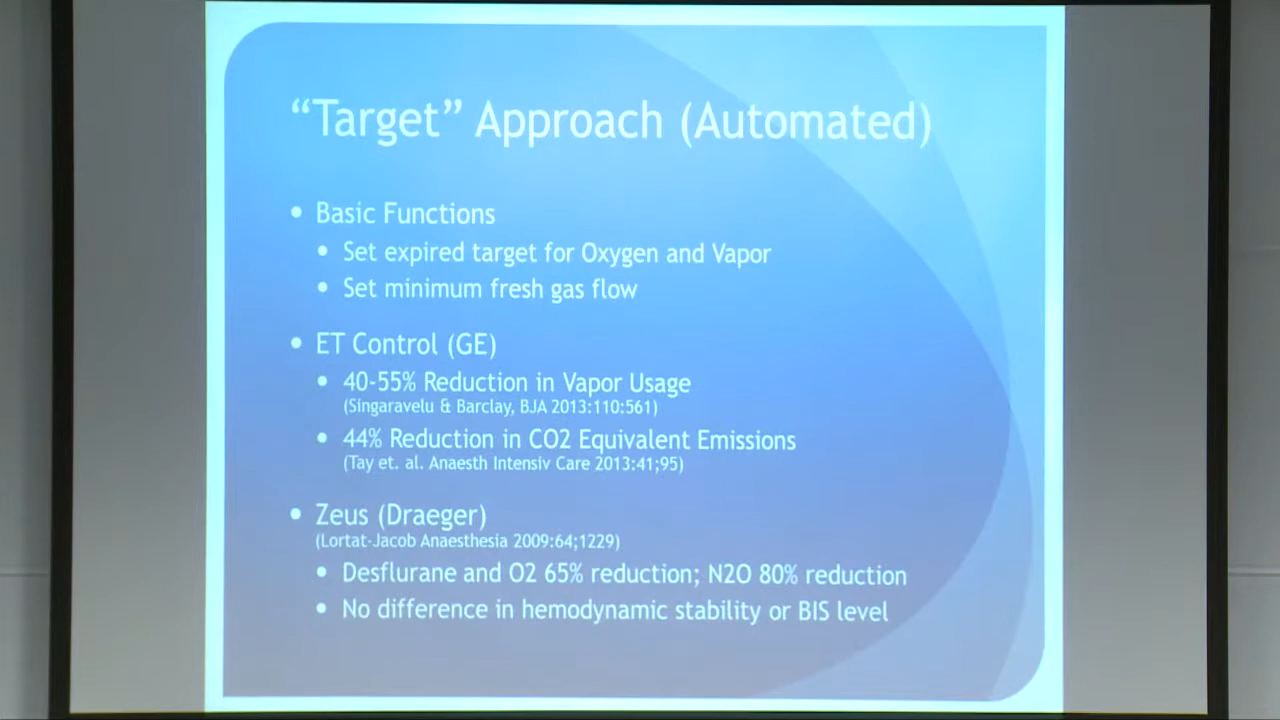 “Target” Approach (Automated)
• Basic Functions
• Set expired target for Oxygen and Vapor
• Set minimum fresh gas flow
• ET Control (GE)
• 40-55% Reduction in Vapor Usage
(Singaravelu & Barclay, BJA 2013:110:561)
• 44% Reduction in CO2 Equivalent Emissions
(Tay et. al. Anaesth Intensiv Care 2013:41;95)
• Zeus (Draeger)
(Lortat-Jacob Anaesthesia 2009:64;1229)
• Desflurane and O2 65% reduction; N2O 80% reduction
• No difference in hemodynamic stability or BIS level